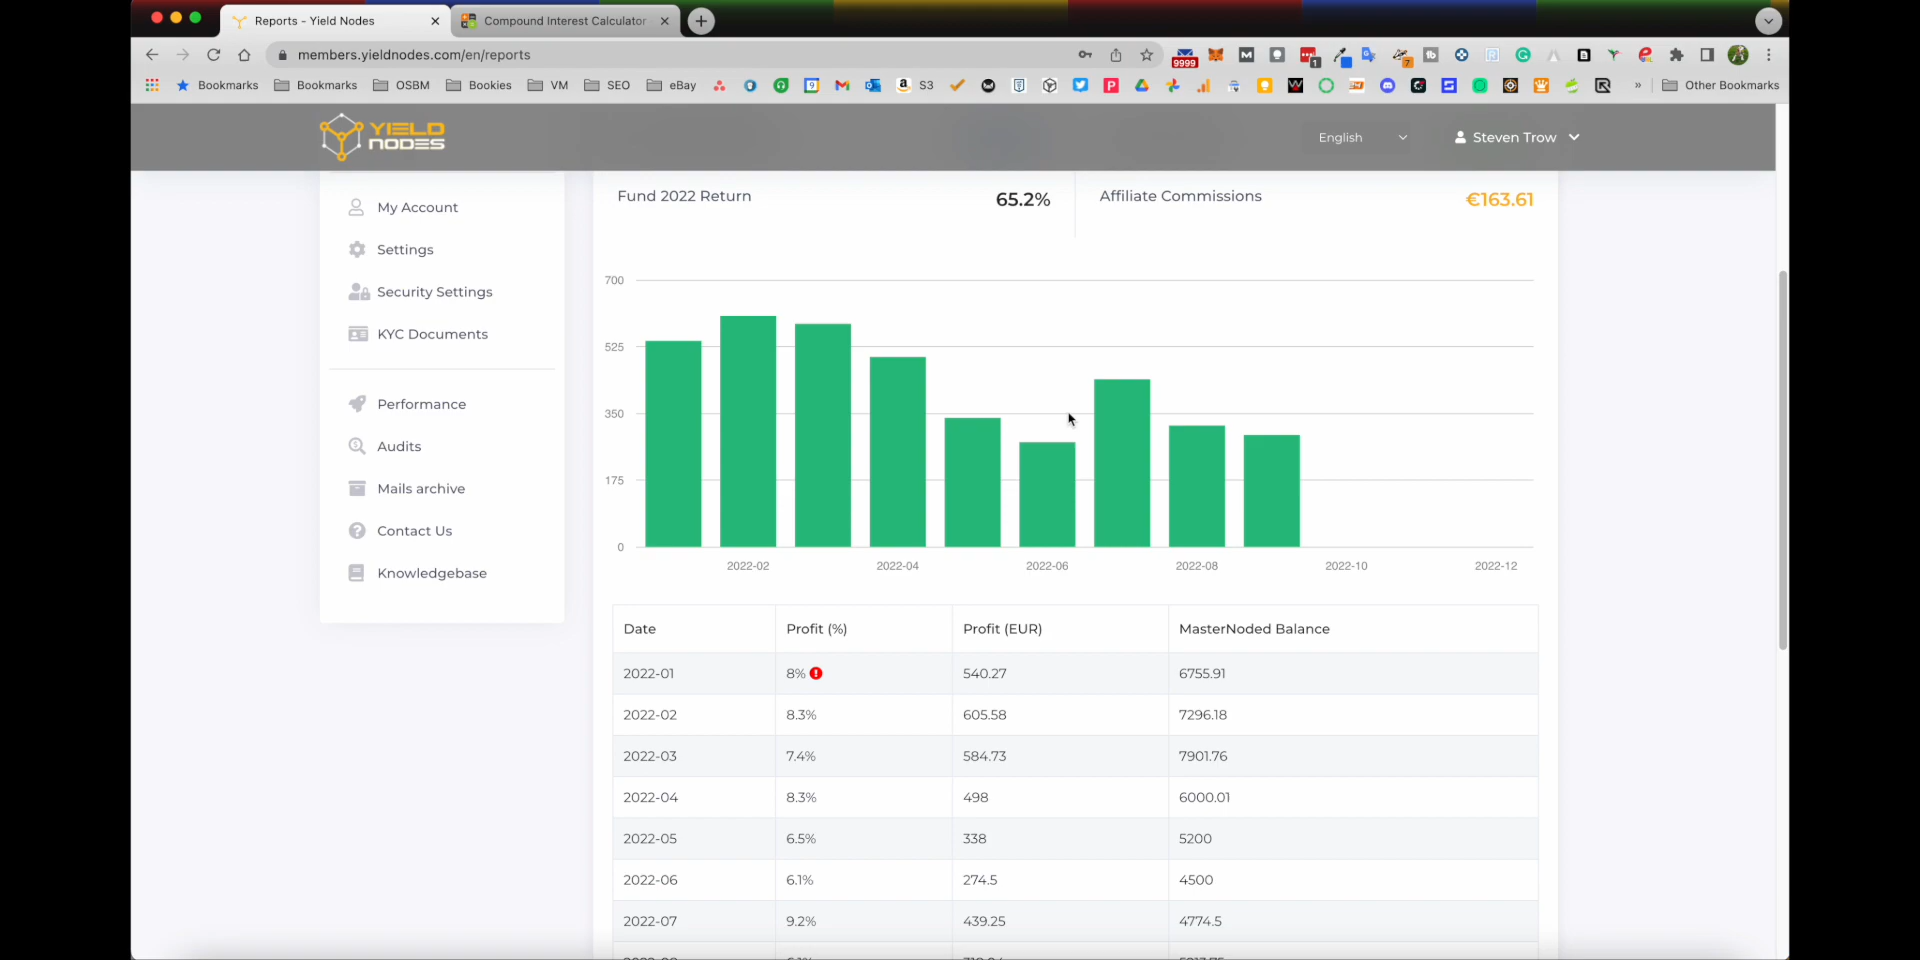 Reports - Yield Nodes
Compound Interest Calculator
members.yieldnodes.com/en/reports
9999
1
7
Bookmarks
Bookmarks
OSBM
Bookies
VM
SEO
eBay
S3
Other Bookmarks
YIELD
NODES
English
Steven Trow
My Account
Settings
Security Settings
KYC Documents
Performance
Audits
Mails archive
Contact Us
Knowledgebase
Fund 2022 Return
65.2%
Affiliate Commissions
€163.61
700
525
350
175
0
2022-02 2022-04 2022-06 2022-08 2022-10 2022-12
Date Profit (%) Profit (EUR) MasterNoded Balance
2022-01 8% 540.27 6755.91
2022-02 8.3% 605.58 7296.18
2022-03 7.4% 584.73 7901.76
2022-04 8.3% 498 6000.01
2022-05 6.5% 338 5200
2022-06 6.1% 274.5 4500
2022-07 9.2% 439.25 4774.5